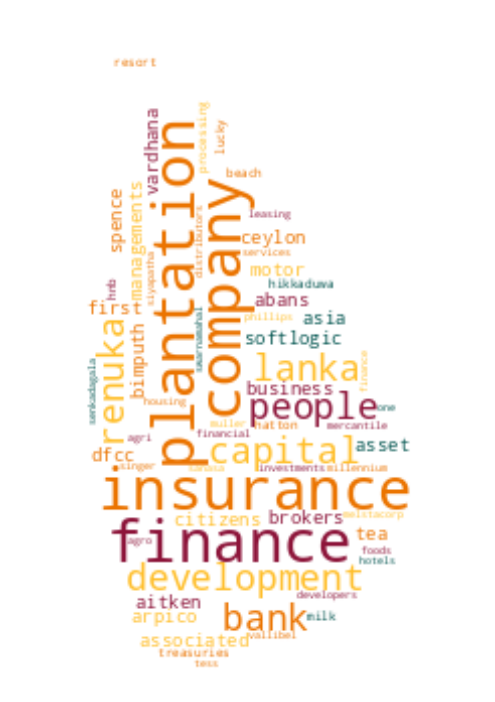 resort
processing
vardhana
lucky
plantation
beach
company
spence
managements
leasing
distributors
ceylon
services
siyapatha
motor
hnb
hikkaduwa
abans
first
swarnamahal
phillips
asia
renuka
bimputh
softlogic
senkadagala
lanka
finance
business
housing
people
one
muller
hatton
mercantile
agri
financial
capital
asset
dfcc
singer
sanasa
investments
millennium
insurance
citizens
brokers
melstacorp
finance
tea
agro
foods
hotels
development
developers
aitken
bank
arpico
milk
associated
vallibel
treasuries
tess